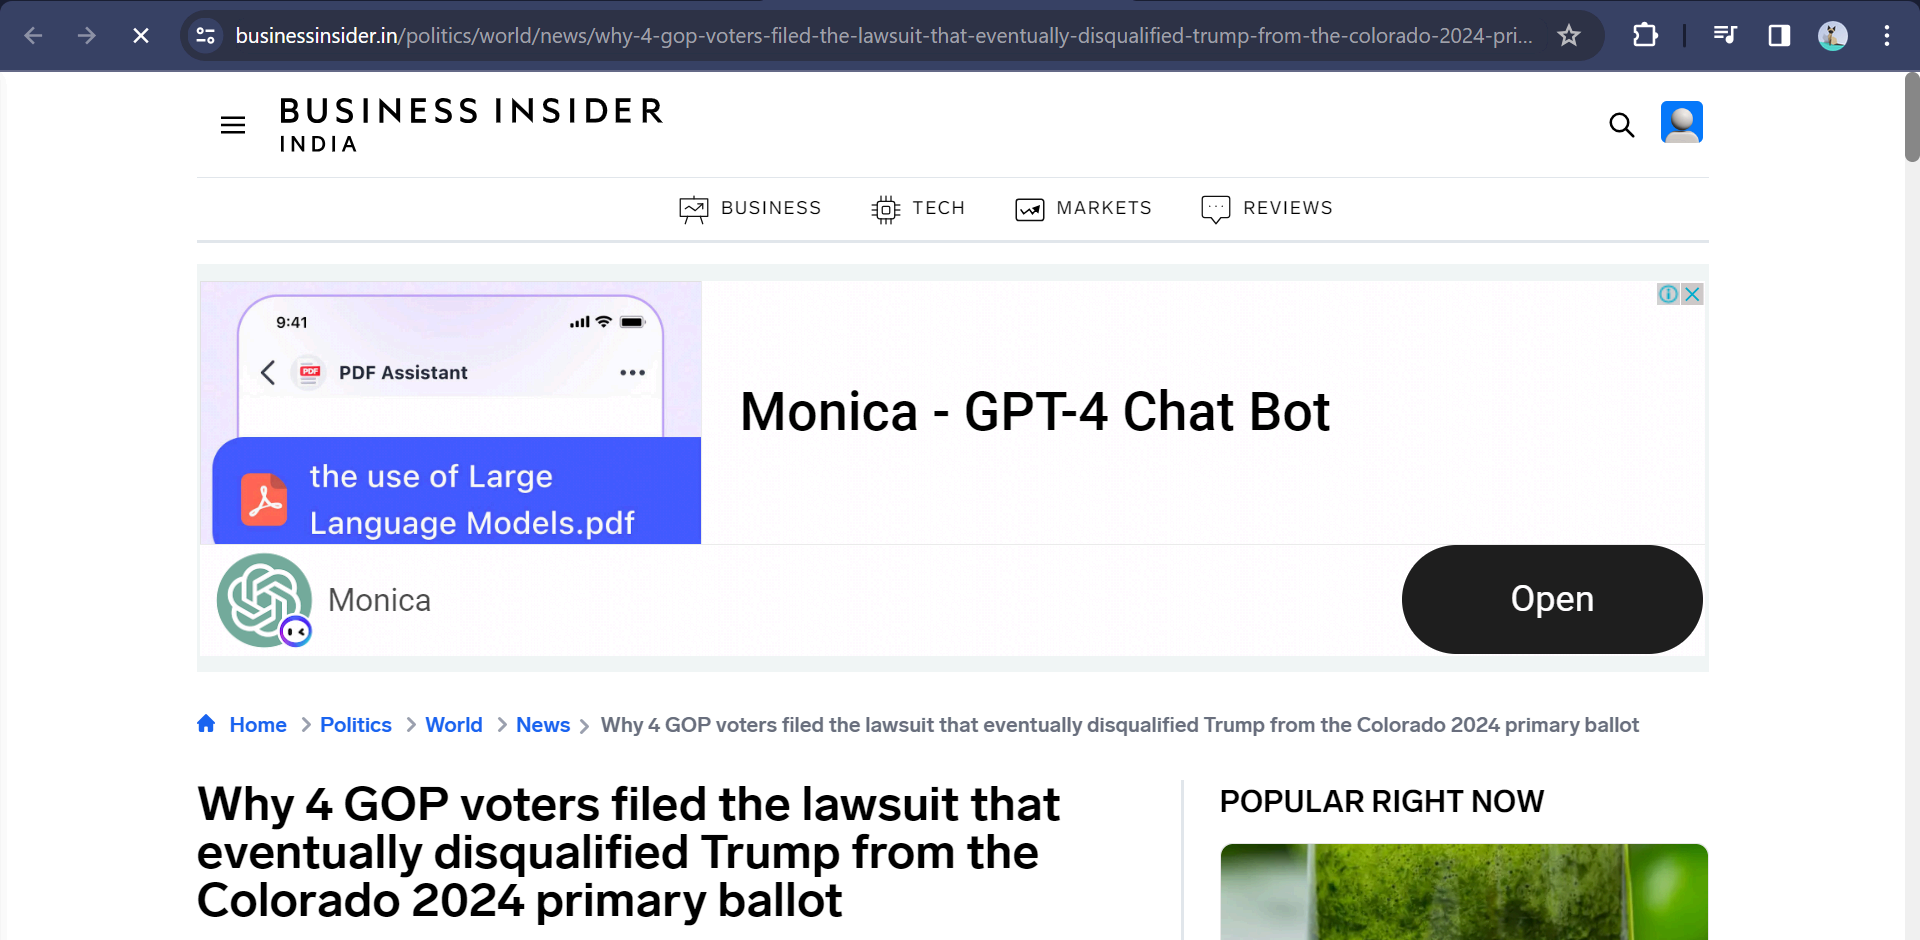 businessinsider.in/politics/world/news/why-4-gop-voters-filed-the-lawsuit-that-eventually-disqualified-trump-from-the-colorado-2024-pri...
BUSINESS INSIDER
INDIA
BUSINESS TECH MARKETS REVIEWS
9:41
PDF PDF Assistant
the use of Large
Language Models.pdf
Monica - GPT-4 Chat Bot
Monica
Open
Home > Politics > World > News > Why 4 GOP voters filed the lawsuit that eventually disqualified Trump from the Colorado 2024 primary ballot
Why 4 GOP voters filed the lawsuit that
eventually disqualified Trump from the
Colorado 2024 primary ballot
POPULAR RIGHT NOW